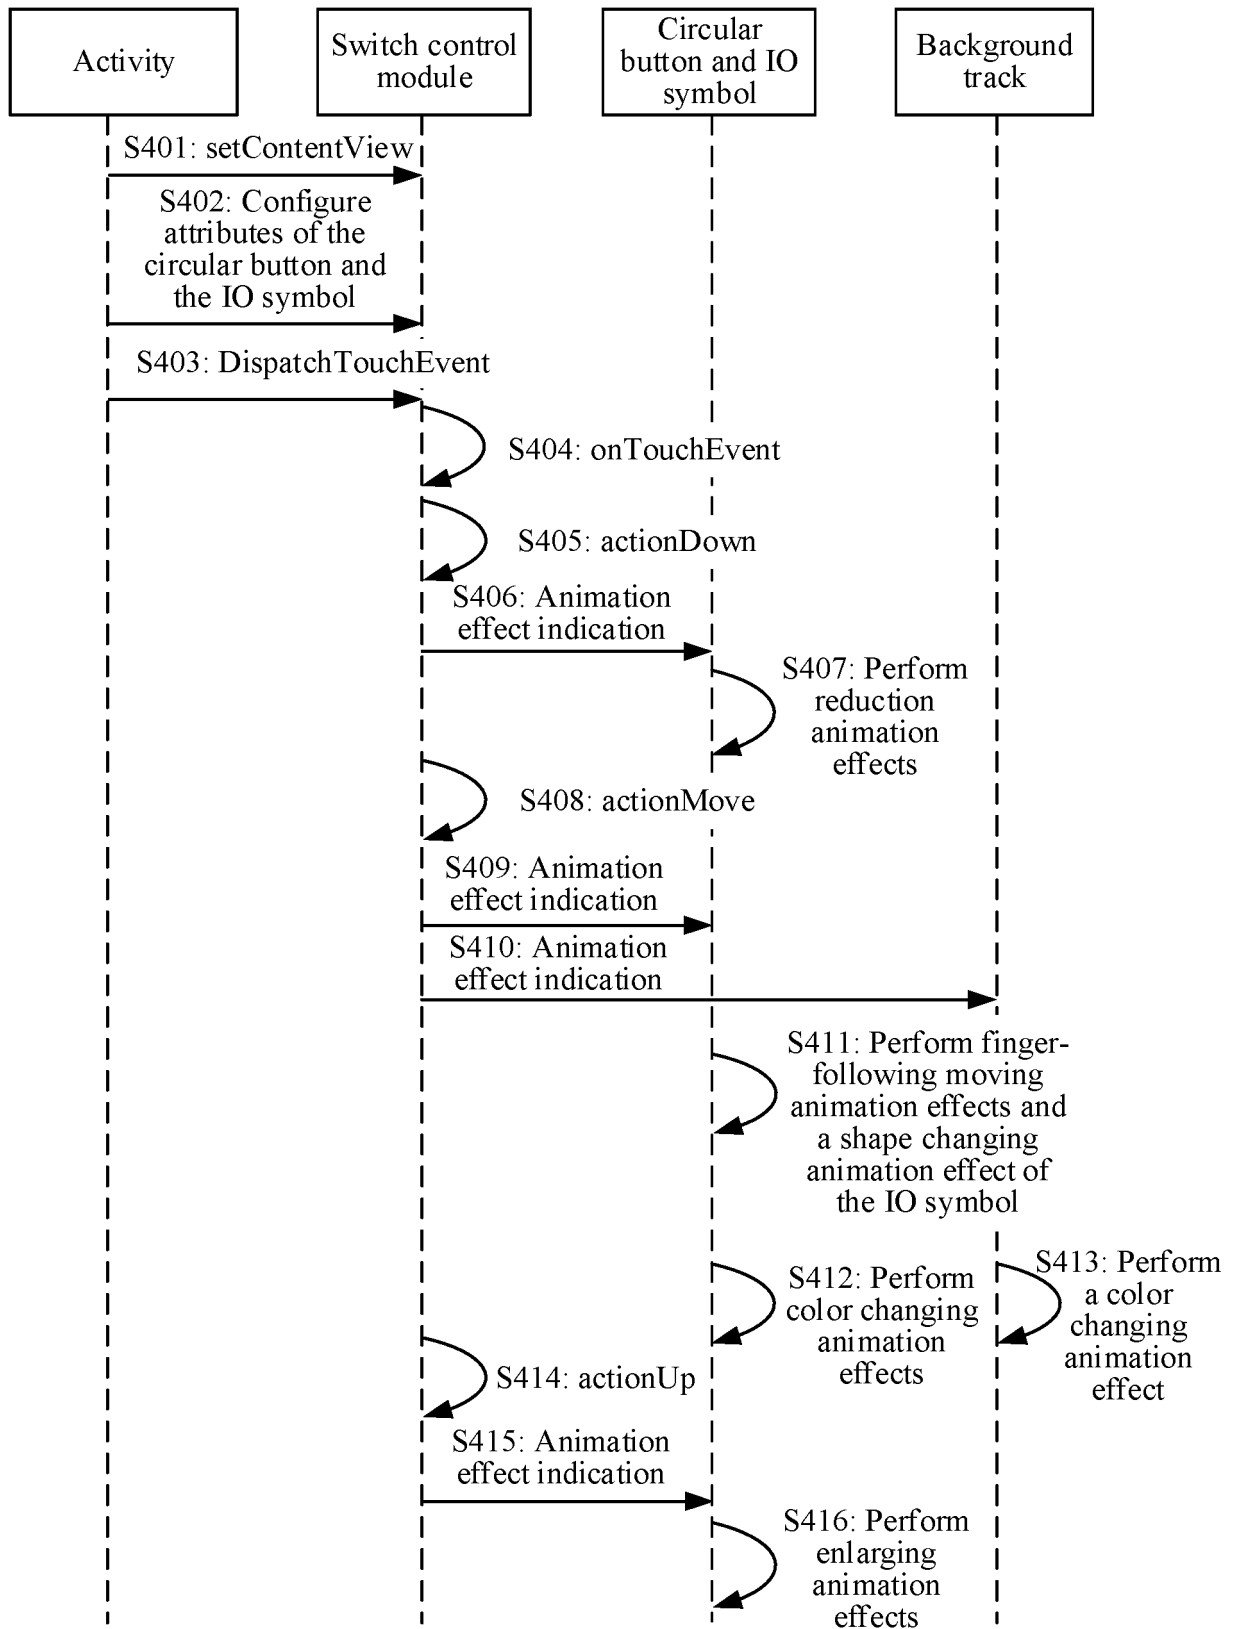 Activity
Switch control
module
Circular
button and IO
symbol
Background
track
S401: setContentView
S402: Configure
attributes of the
circular button and
the IO symbol
S403: DispatchTouchEvent
S404: onTouchEvent
S405: actionDown
S406: Animation
effect indication
S407: Perform
reduction
animation
effects
S408: actionMove
S409: Animation
effect indication
S410: Animation
effect indication
S411: Perform finger-
following moving
animation effects and
a shape changing
animation effect of
the IO symbol
S412: Perform
color changing
animation
effects
S413: Perform
a color
changing
animation
effect
S414: actionUp
S415: Animation
effect indication
S416: Perform
enlarging
animation
effects